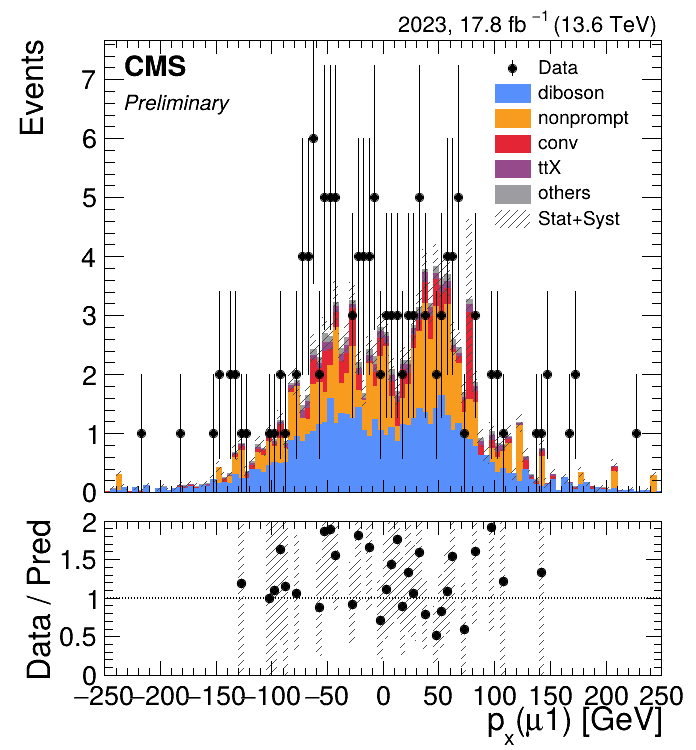 2023, 17.8 fb⁻¹ (13.6 TeV)
Events
CMS
Preliminary
Data
diboson
nonprompt
conv
ttX
others
Stat+Syst
7
6
5
4
3
2
1
0
Data / Pred
2
1.5
1
0.5
0
−250 −200 −150 −100 −50 0 50 100 150 200 250
pₓ(μ1) [GeV]